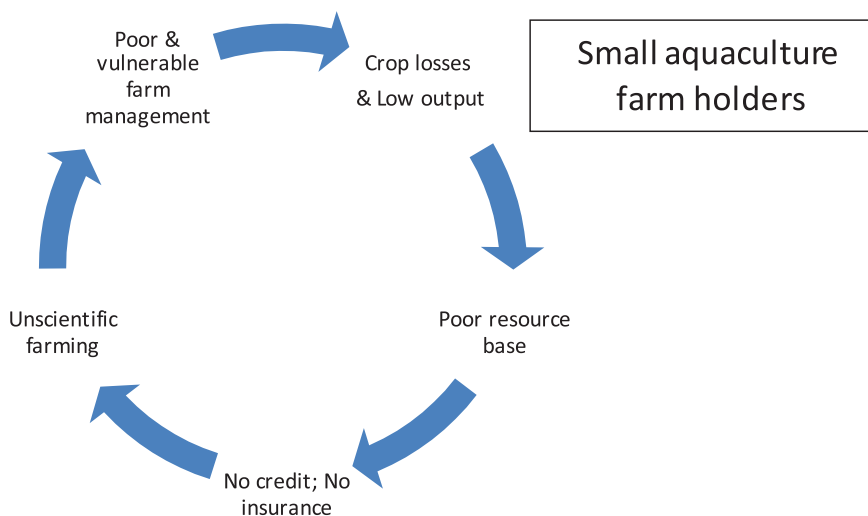 Poor &
vulnerable
farm
management
Crop losses
& Low output
Small aquaculture
farm holders
Poor resource
base
No credit; No
insurance
Unscientific
farming